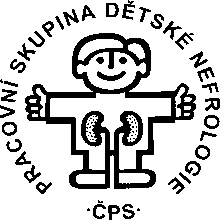 PRACOVNÍ SKUPINA DĚTSKÉ NEFROLOGIE
·ČPS·